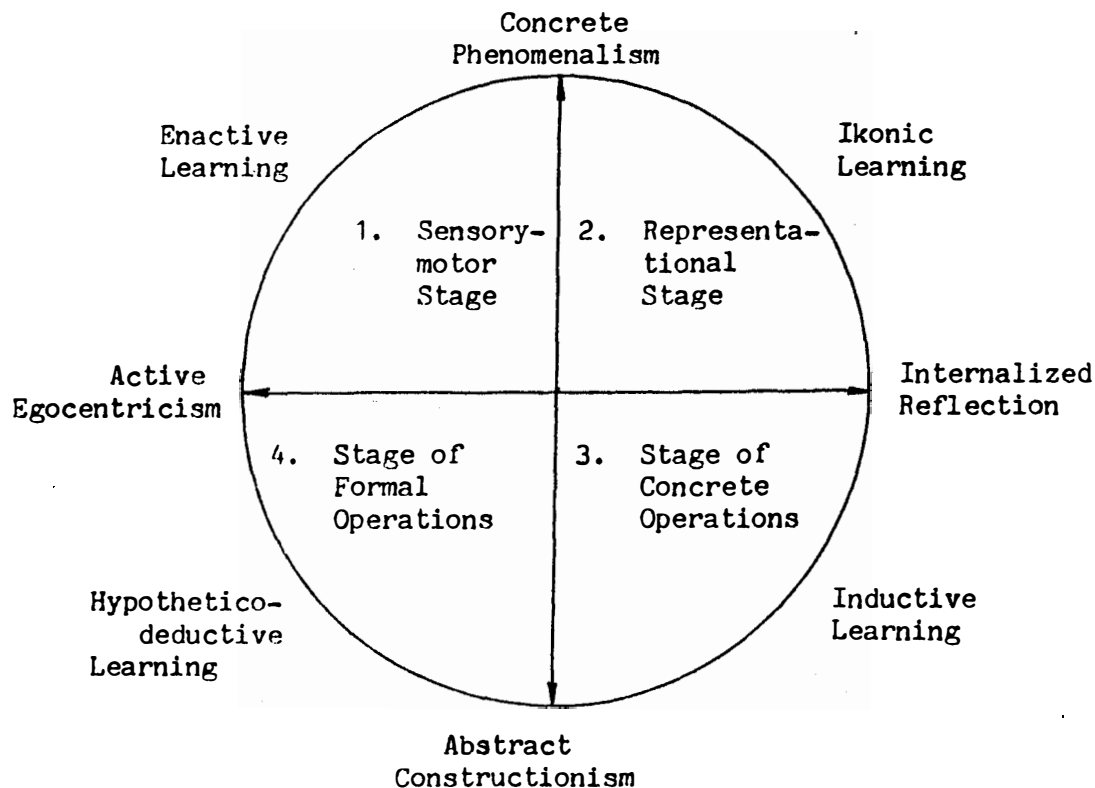 Concrete
Phenomenalism
Enactive
Learning
Ikonic
Learning
1. Sensory-
motor
Stage
2. Representa-
tional
Stage
Active
Egocentricism
Internalized
Reflection
4. Stage of
Formal
Operations
3. Stage of
Concrete
Operations
Hypothetico-
deductive
Learning
Inductive
Learning
Abstract
Constructionism